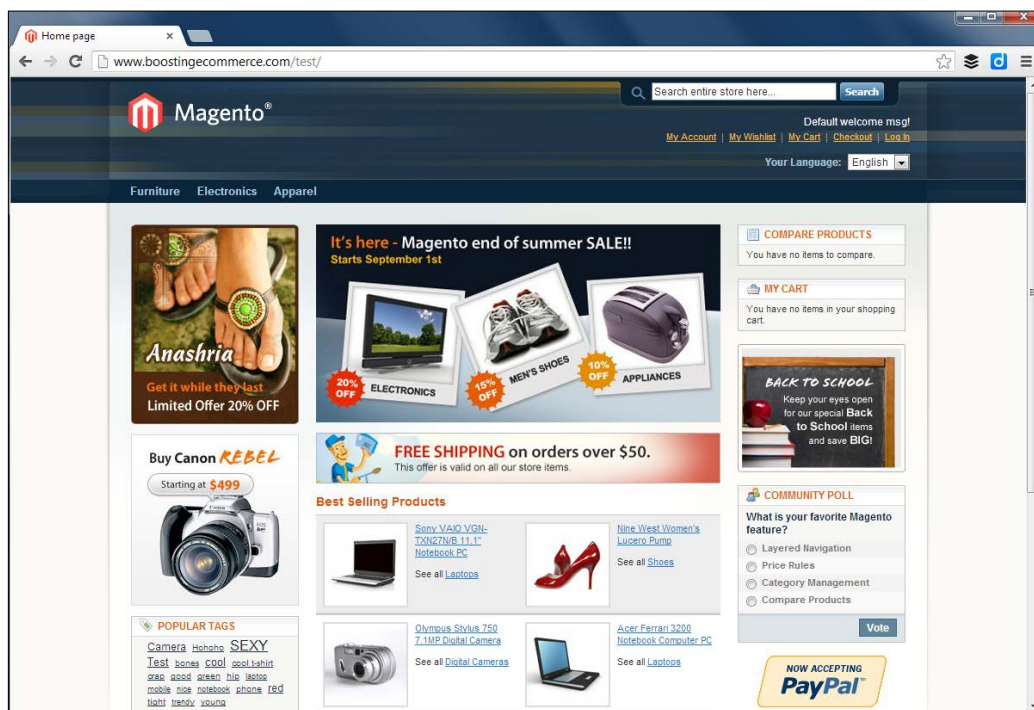 Home page
www.boostingecommerce.com/test/
Magento®
Search entire store here...
Search
Default welcome msg!
My Account | My Wishlist | My Cart | Checkout | Log In
Your Language: English
Furniture Electronics Apparel
Anashria
Get it while they last
Limited Offer 20% OFF
Buy Canon REBEL
Starting at $499
Canon
POPULAR TAGS
Camera Hohoho SEXY
Test bones cool cool t-shirt
crap good green hip laptop
mobile nice notebook phone red
tight trendy young
It's here - Magento end of summer SALE!!
Starts September 1st
20%
OFF
ELECTRONICS
15%
OFF
MEN'S SHOES
10%
OFF
APPLIANCES
FREE SHIPPING on orders over $50.
This offer is valid on all our store items.
Best Selling Products
Sony VAIO VGN-
TXN27N/B 11.1"
Notebook PC
See all Laptops
Nine West Women's
Lucero Pump
See all Shoes
Olympus Stylus 750
7.1MP Digital Camera
See all Digital Cameras
Acer Ferrari 3200
Notebook Computer PC
See all Laptops
COMPARE PRODUCTS
You have no items to compare.
MY CART
You have no items in your shopping
cart.
BACK TO SCHOOL
Keep your eyes open
for our special Back
to School items
and save BIG!
COMMUNITY POLL
What is your favorite Magento
feature?
Layered Navigation
Price Rules
Category Management
Compare Products
Vote
NOW ACCEPTING
PayPal™